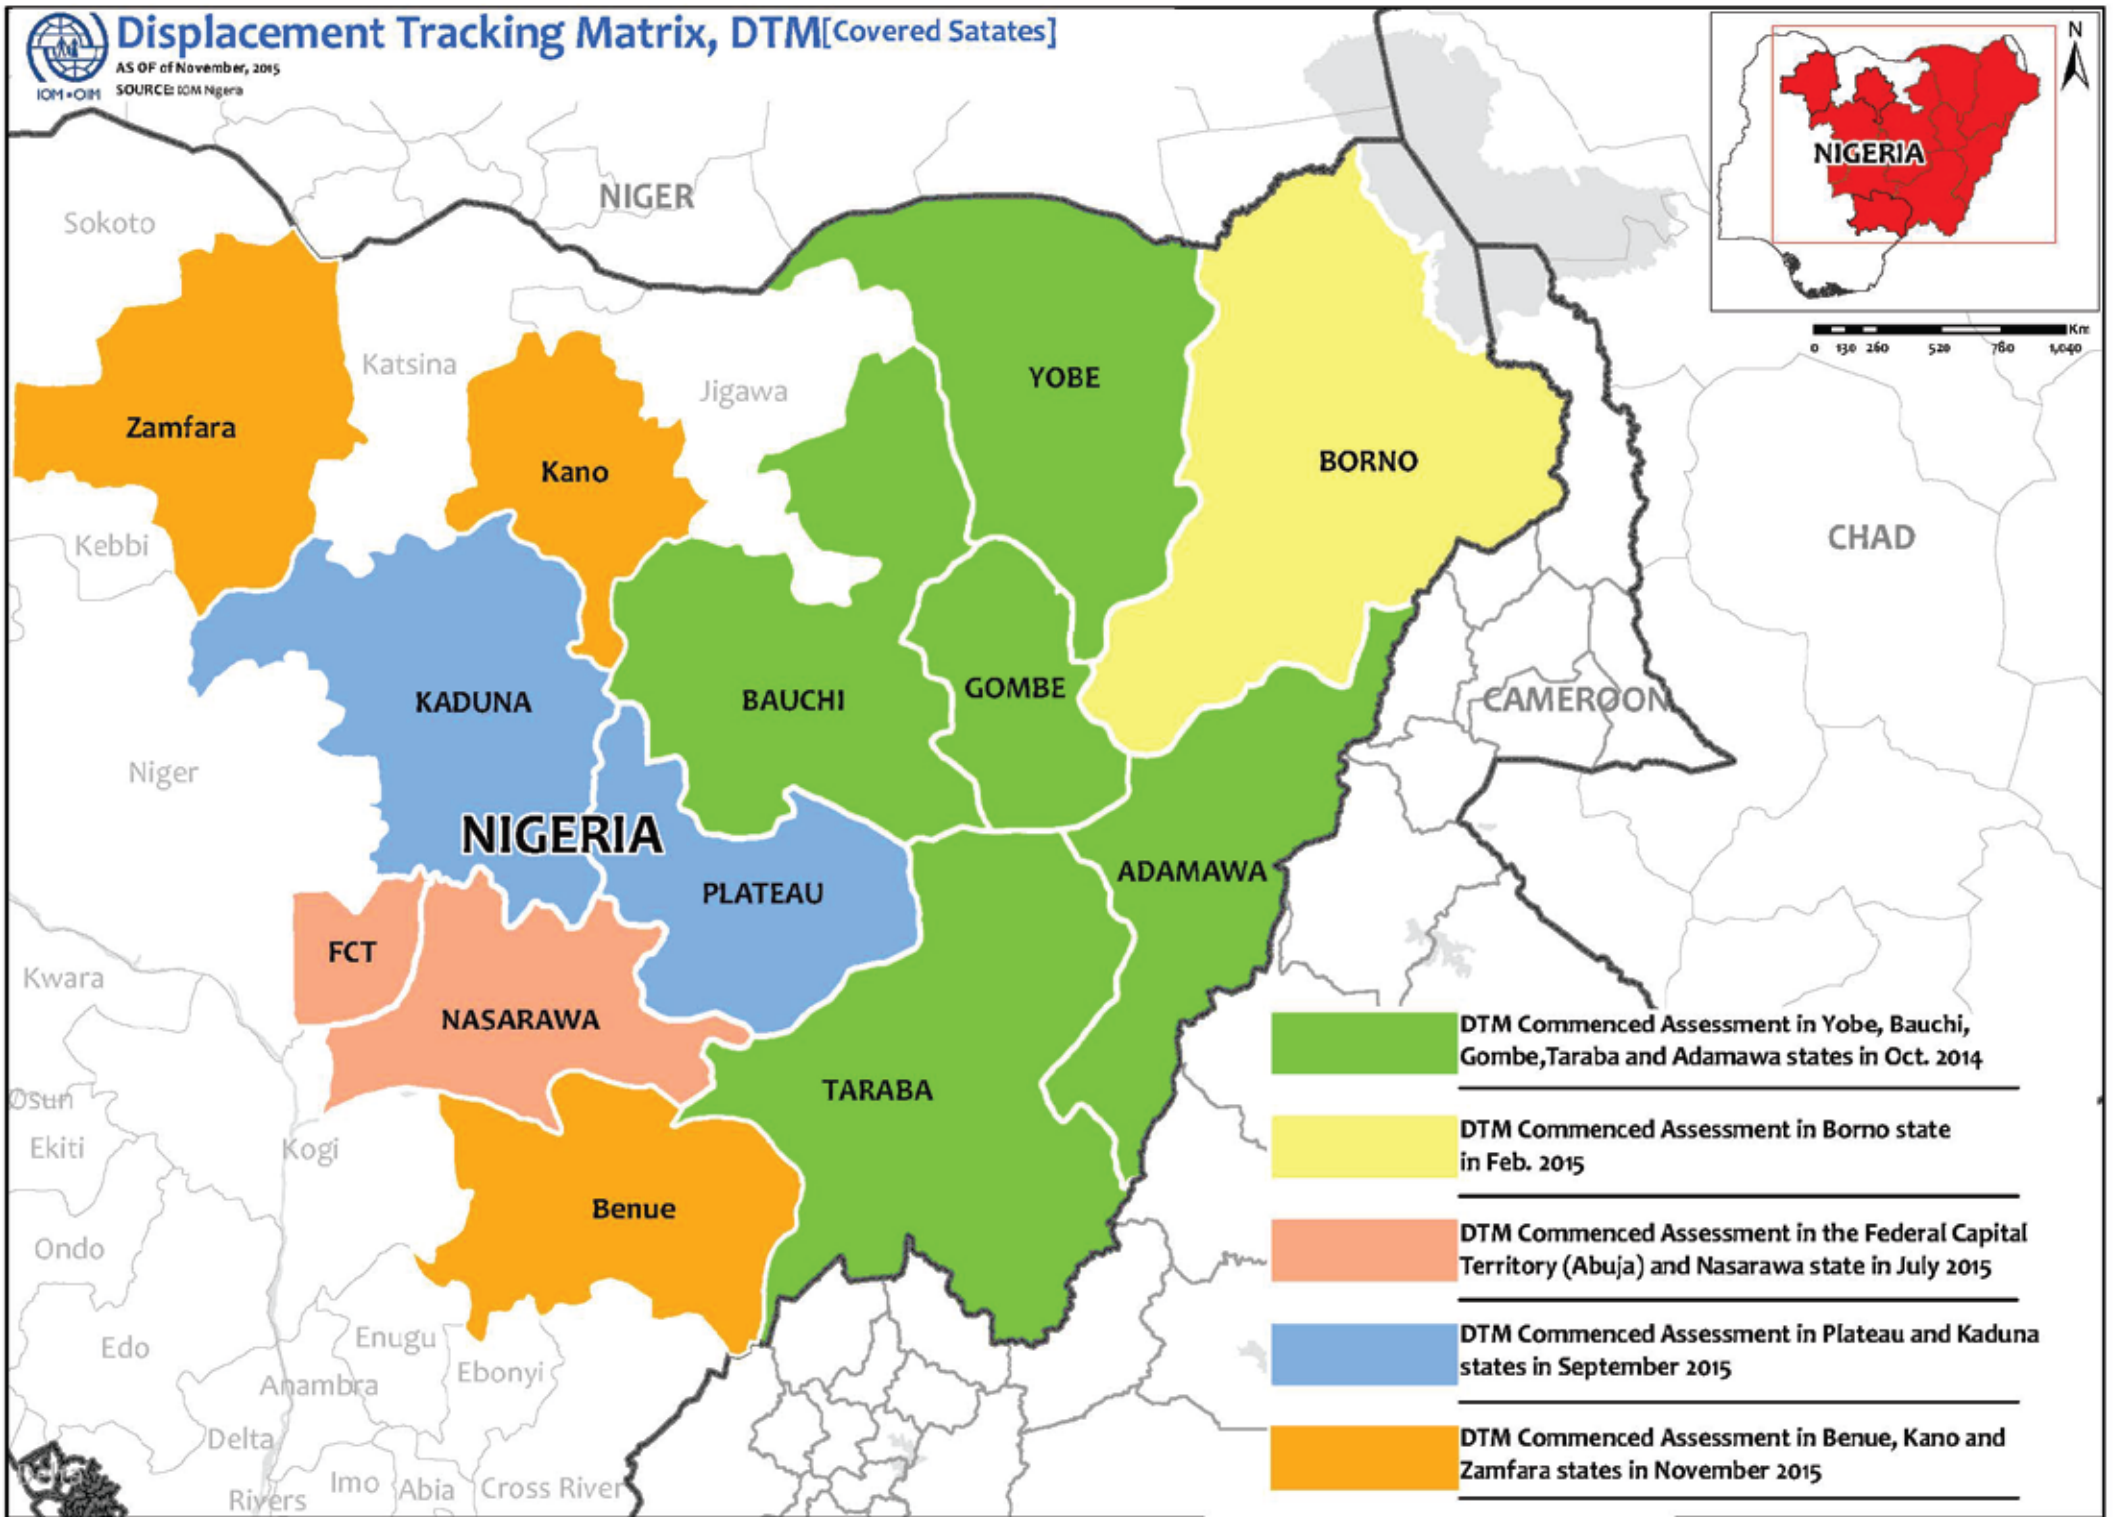 Displacement Tracking Matrix, DTM[Covered Satates]
AS OF of November, 2015
IOM•OIM
SOURCE: IOM Ngera
N
NIGERIA
Km
0 130 260 520 780 1,040
NIGER
Sokoto
Katsina
Jigawa
YOBE
Zamfara
Kano
BORNO
Kebbi
CHAD
KADUNA
BAUCHI
GOMBE
CAMEROON
Niger
NIGERIA
ADAMAWA
PLATEAU
FCT
Kwara
NASARAWA
TARABA
Osun
Ekiti
Kogi
Benue
Ondo
Edo
Enugu
Ebonyi
Anambra
Delta
Imo
Abia
Cross River
Rivers
DTM Commenced Assessment in Yobe, Bauchi,
Gombe,Taraba and Adamawa states in Oct. 2014
DTM Commenced Assessment in Borno state
in Feb. 2015
DTM Commenced Assessment in the Federal Capital
Territory (Abuja) and Nasarawa state in July 2015
DTM Commenced Assessment in Plateau and Kaduna
states in September 2015
DTM Commenced Assessment in Benue, Kano and
Zamfara states in November 2015